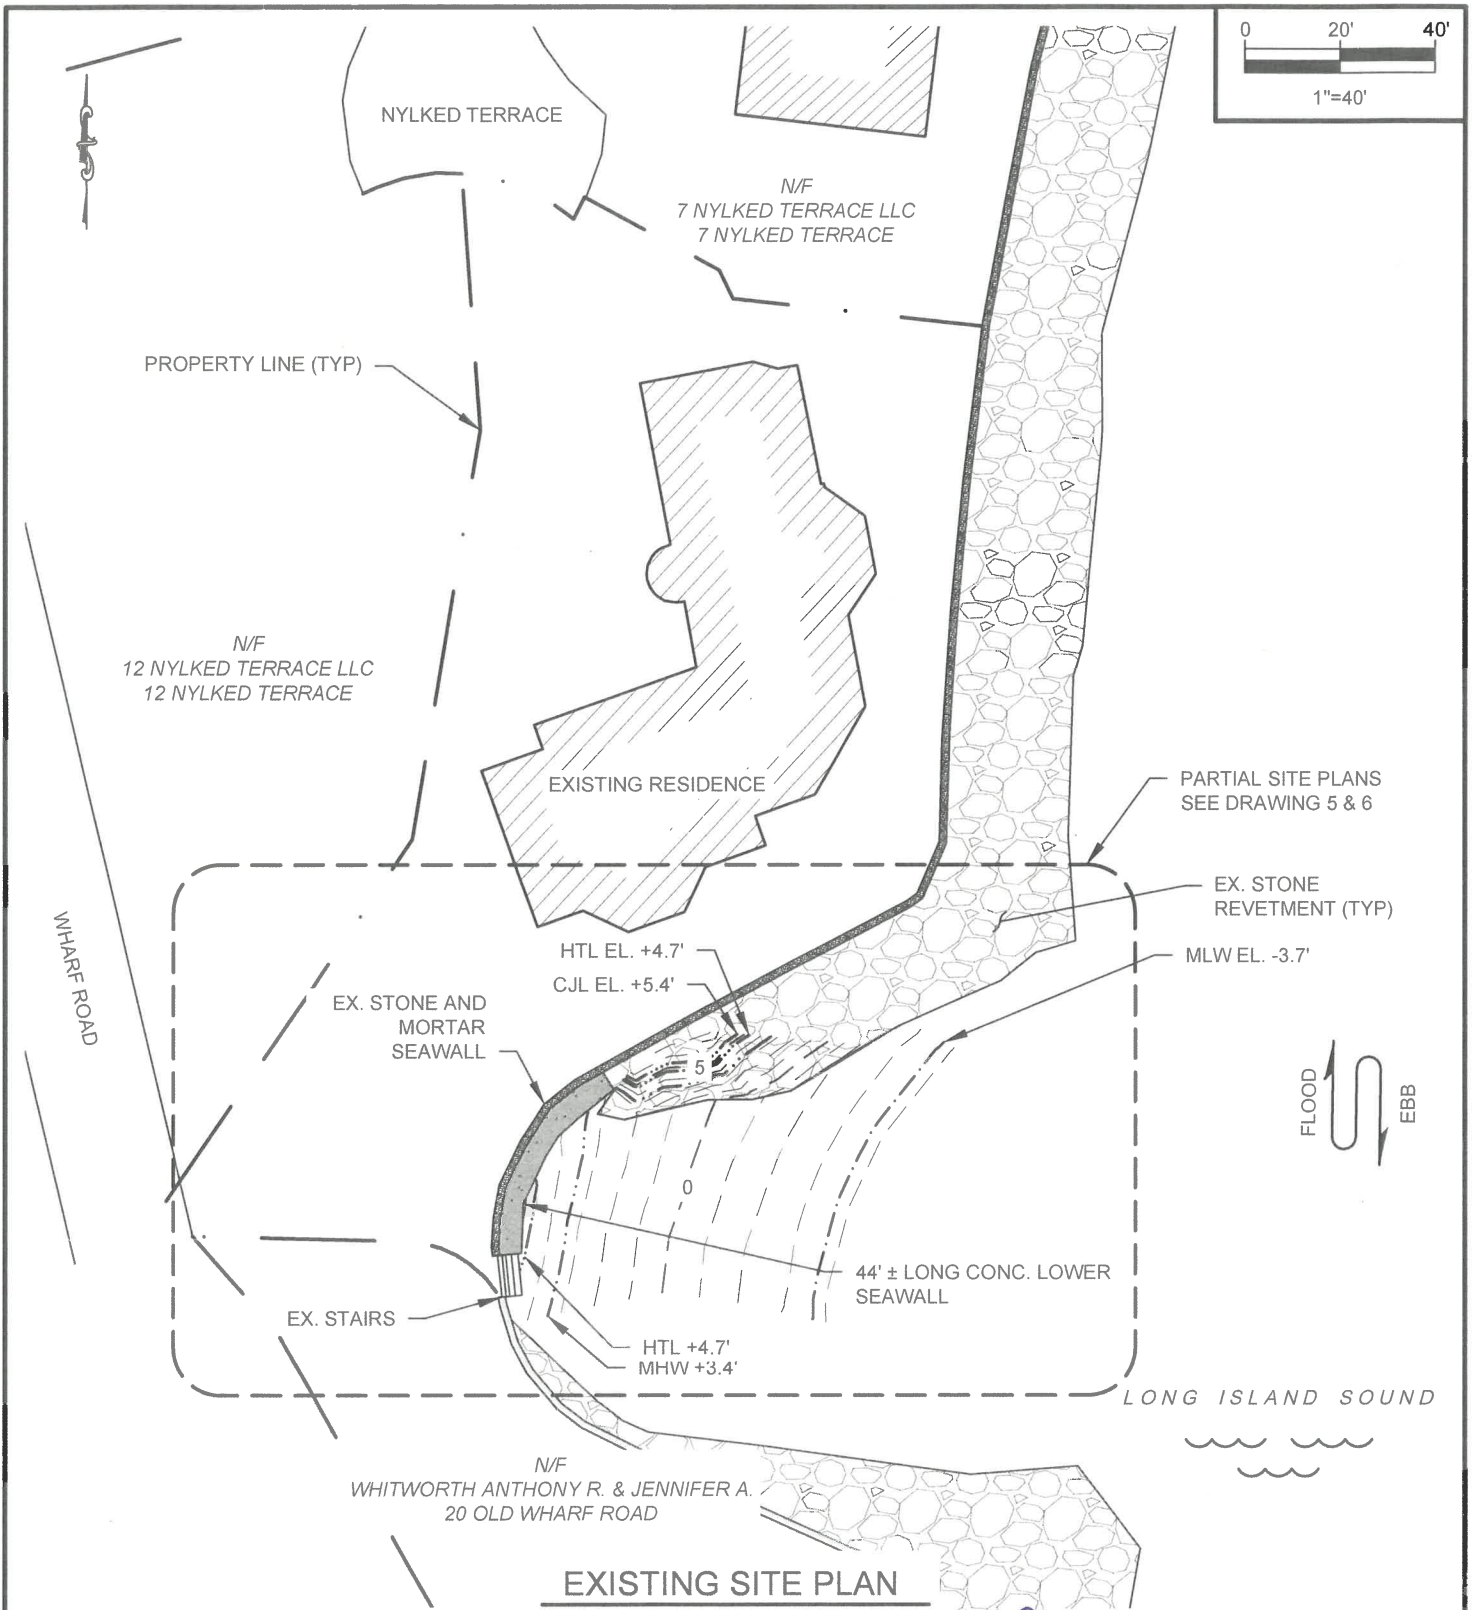 0 20' 40'
1"=40'
NYLKED TERRACE
N/F
7 NYLKED TERRACE LLC
7 NYLKED TERRACE
PROPERTY LINE (TYP)
N/F
12 NYLKED TERRACE LLC
12 NYLKED TERRACE
EXISTING RESIDENCE
PARTIAL SITE PLANS
SEE DRAWING 5 & 6
EX. STONE
REVETMENT (TYP)
WHARF ROAD
HTL EL. +4.7'
MLW EL. -3.7'
CJL EL. +5.4'
EX. STONE AND
MORTAR
SEAWALL
5
FLOOD
EBB
0
44' ± LONG CONC. LOWER
SEAWALL
EX. STAIRS
HTL +4.7'
MHW +3.4'
LONG ISLAND SOUND
N/F
WHITWORTH ANTHONY R. & JENNIFER A.
20 OLD WHARF ROAD
EXISTING SITE PLAN